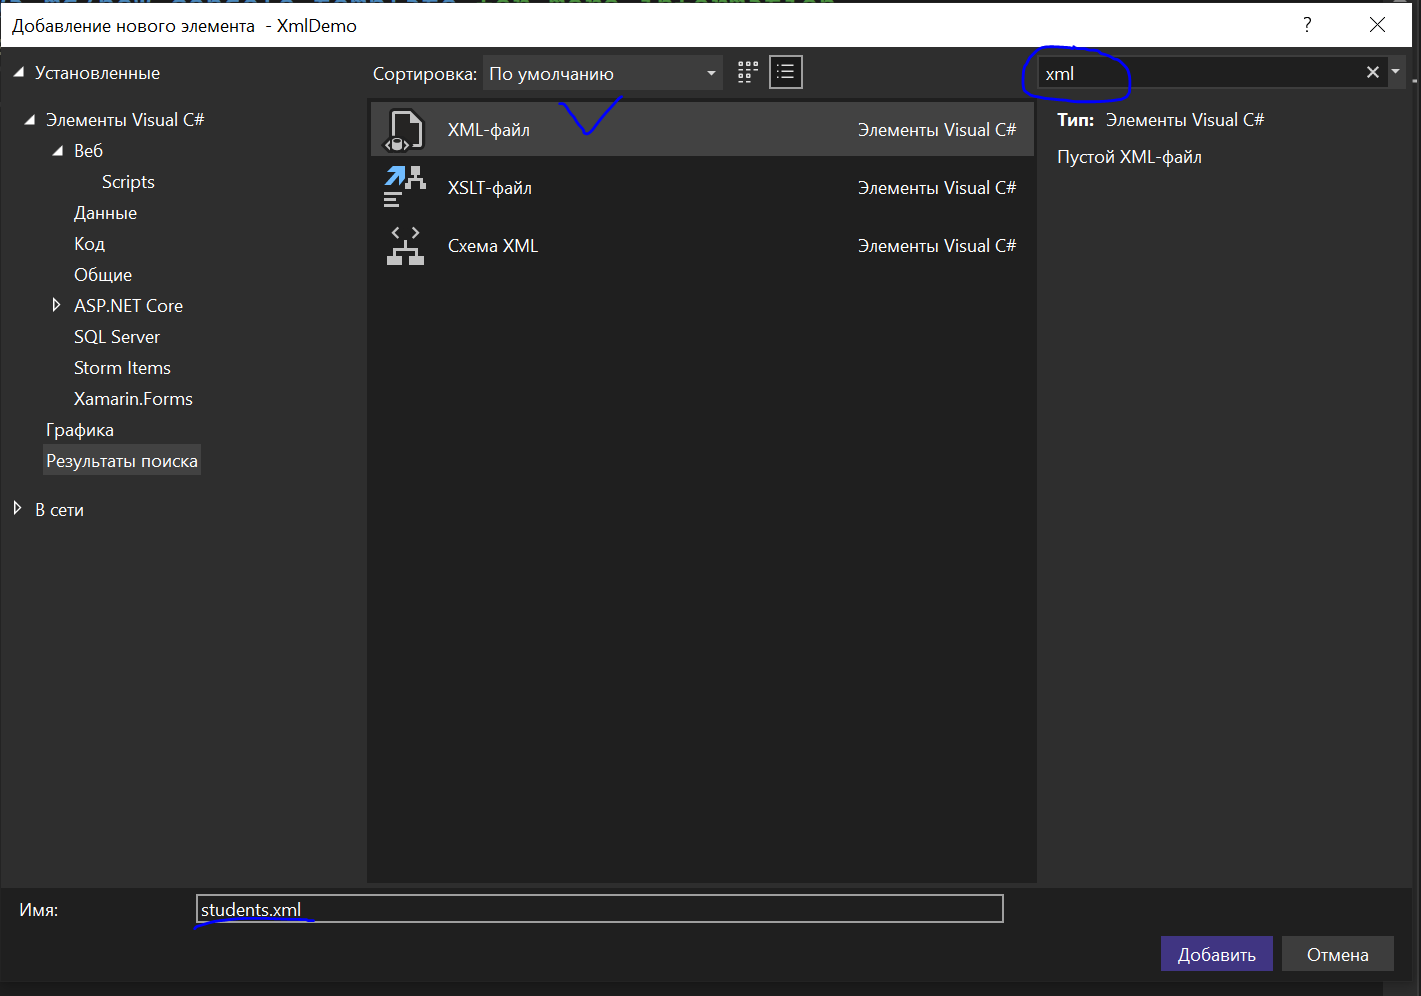 Добавление нового элемента - XmlDemo
Установленные
Элементы Visual C#
Веб
Scripts
Данные
Код
Общие
ASP.NET Core
SQL Server
Storm Items
Xamarin.Forms
Графика
Результаты поиска
В сети
Сортировка: По умолчанию
XML-файл Элементы Visual C#
XSLT-файл Элементы Visual C#
Схема XML Элементы Visual C#
xml
Тип: Элементы Visual C#
Пустой XML-файл
Имя: students.xml
Добавить Отмена